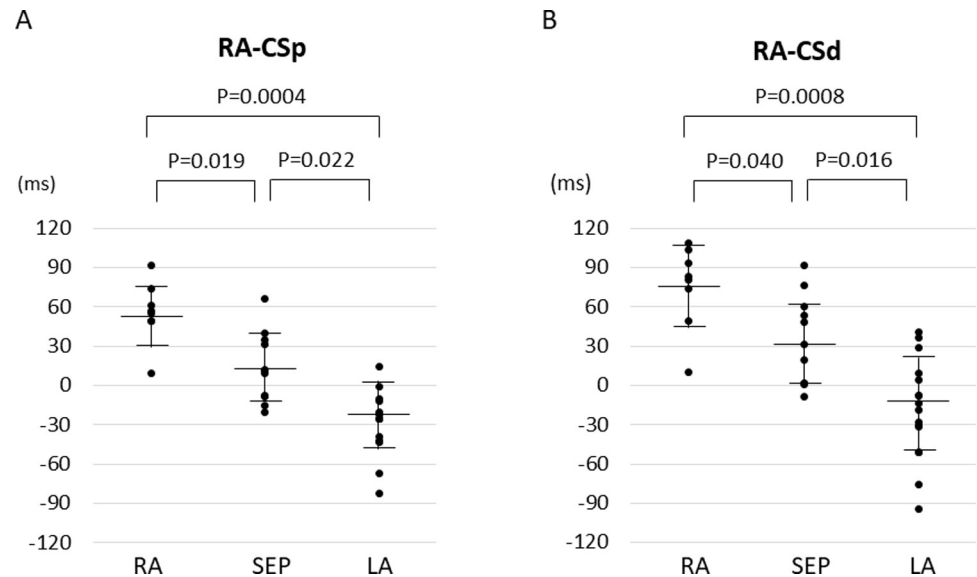 A
RA-CSp
P=0.0004
P=0.019
P=0.022
(ms)
120
90
60
30
0
-30
-60
-90
-120
RA
SEP
LA
B
RA-CSd
P=0.0008
P=0.040
P=0.016
(ms)
120
90
60
30
0
-30
-60
-90
-120
RA
SEP
LA